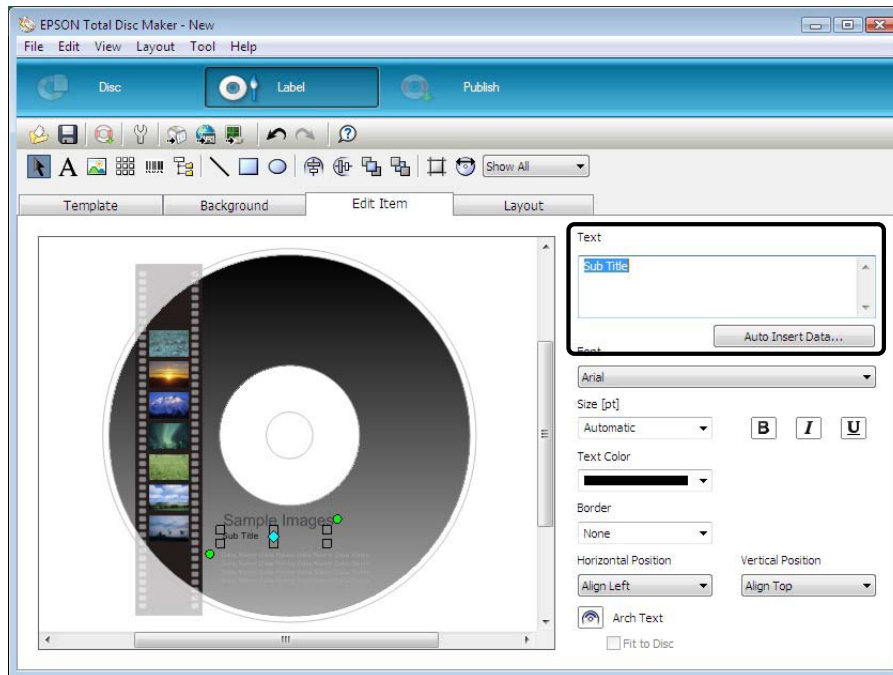 EPSON Total Disc Maker - New
File Edit View Layout Tool Help
Disc Label Publish
A Show All
Template Background Edit Item Layout
Text
Sub Title
Auto Insert Data...
Font
Arial
Size [pt]
Automatic B I U
Text Color
Border
None
Horizontal Position Vertical Position
Align Left Align Top
Arch Text
Fit to Disc
Sample Images
Sub Title